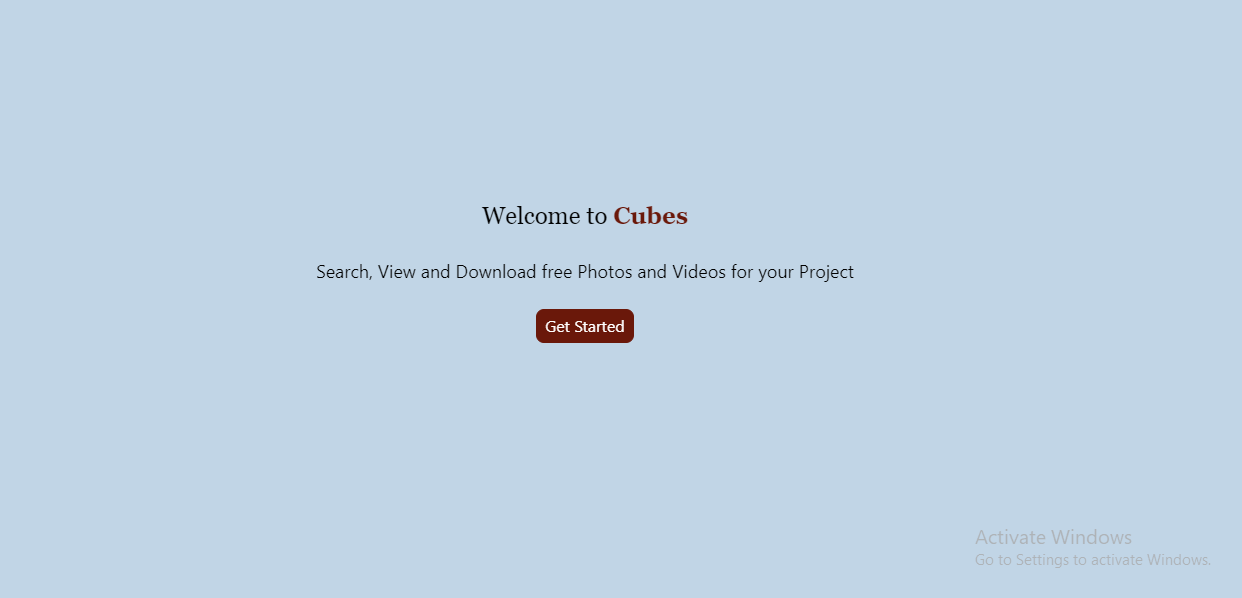 Welcome to Cubes
Search, View and Download free Photos and Videos for your Project
Get Started
Activate Windows
Go to Settings to activate Windows.